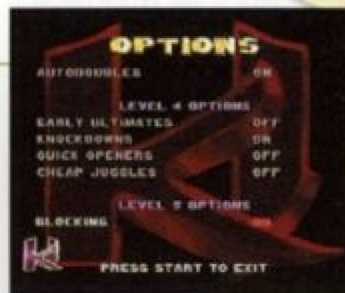 OPTIONS
AUTODOUBLES ON
LEVEL 4 OPTIONS
EARLY ULTIMATES OFF
KNOCKDOWNS ON
QUICK OPENERS OFF
CHEAP JUGGLES OFF
LEVEL 5 OPTIONS
BLOCKING
PRESS START TO EXIT